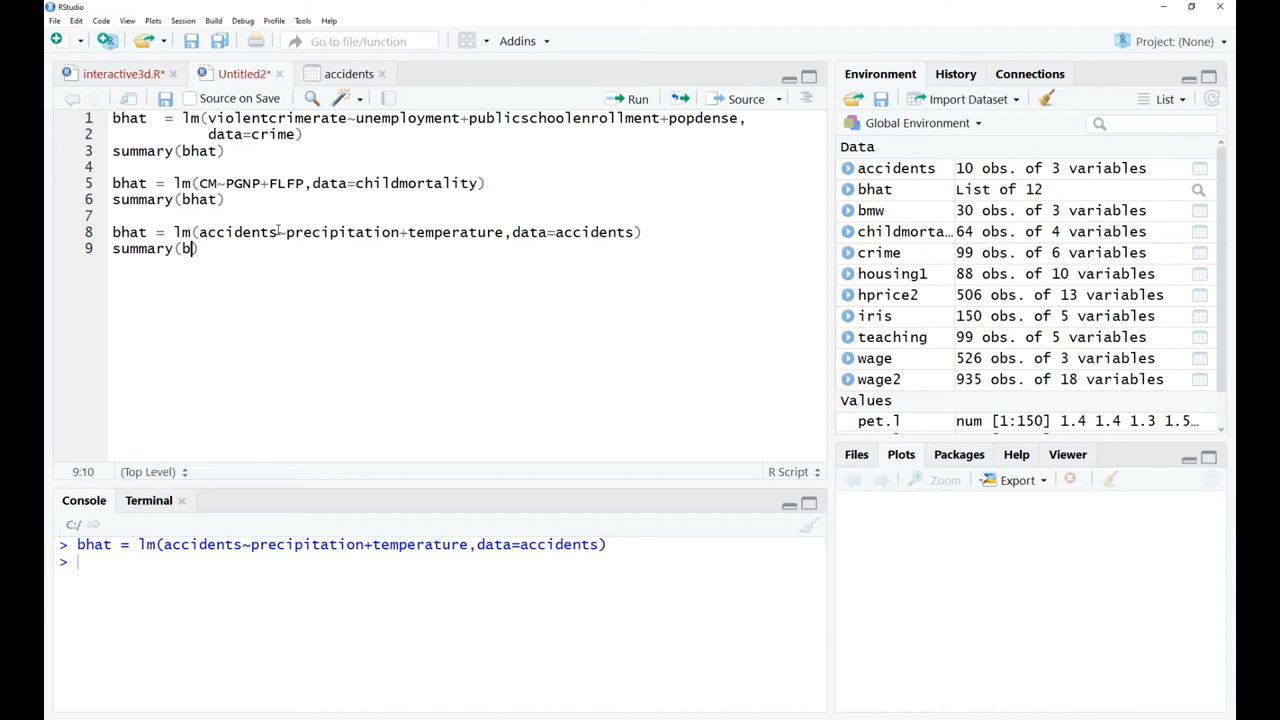 RStudio
File Edit Code View Plots Session Build Debug Profile Tools Help
Go to file/function Addins Project: (None)
interactive3d.R* Untitled2* accidents
Source on Save Run Source
1 bhat  = lm(violentcrimerate~unemployment+publicschoolenrollment+popdense,
2            data=crime)
3 summary(bhat)
4
5 bhat = lm(CM~PGNP+FLFP,data=childmortality)
6 summary(bhat)
7
8 bhat = lm(accidents~precipitation+temperature,data=accidents)
9 summary(b)
9:10 (Top Level) R Script
Console Terminal
C:/
> bhat = lm(accidents~precipitation+temperature,data=accidents)
>
Environment History Connections
Import Dataset List
Global Environment
Data
accidents 10 obs. of 3 variables
bhat List of 12
bmw 30 obs. of 3 variables
childmorta… 64 obs. of 4 variables
crime 99 obs. of 6 variables
housing1 88 obs. of 10 variables
hprice2 506 obs. of 13 variables
iris 150 obs. of 5 variables
teaching 99 obs. of 5 variables
wage 526 obs. of 3 variables
wage2 935 obs. of 18 variables
Values
pet.l num [1:150] 1.4 1.4 1.3 1.5…
Files Plots Packages Help Viewer
Zoom Export